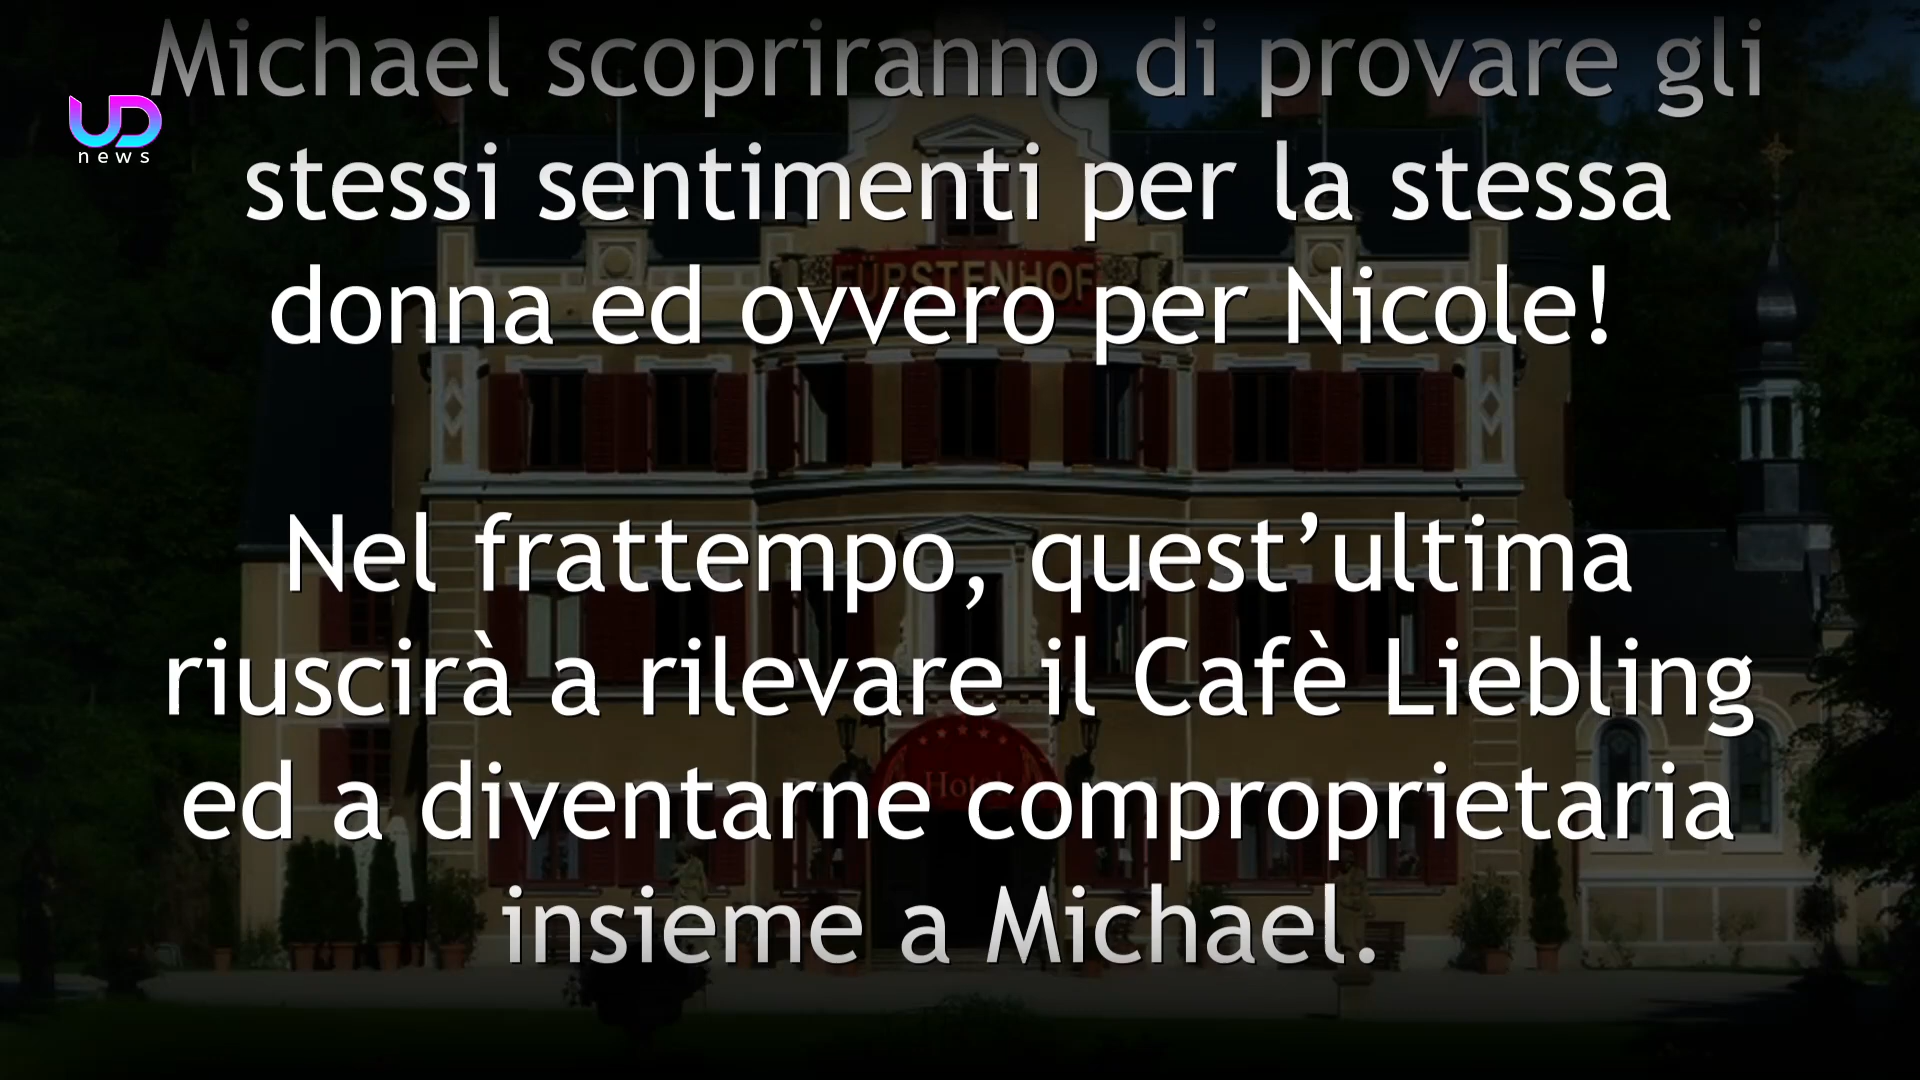 Michael scopriranno di provare gli
UD
news
stessi sentimenti per la stessa
FÜRSTENHOF
donna ed ovvero per Nicole!
Nel frattempo, quest’ultima
riuscirà a rilevare il Cafè Liebling
Hotel
ed a diventarne comproprietaria
insieme a Michael.